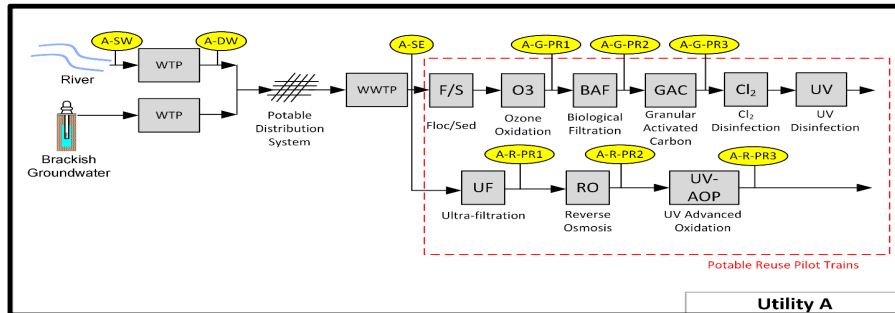 A-SW
A-DW
A-SE
A-G-PR1
A-G-PR2
A-G-PR3
River
WTP
WWTP
F/S
O3
BAF
GAC
Cl₂
UV
WTP
Potable
Distribution
System
Floc/Sed
Ozone
Oxidation
Biological
Filtration
Granular
Activated
Carbon
Cl₂
Disinfection
UV
Disinfection
Brackish
Groundwater
A-R-PR1
A-R-PR2
A-R-PR3
UF
RO
UV-
AOP
Ultra-filtration
Reverse
Osmosis
UV Advanced
Oxidation
Potable Reuse Pilot Trains
Utility A